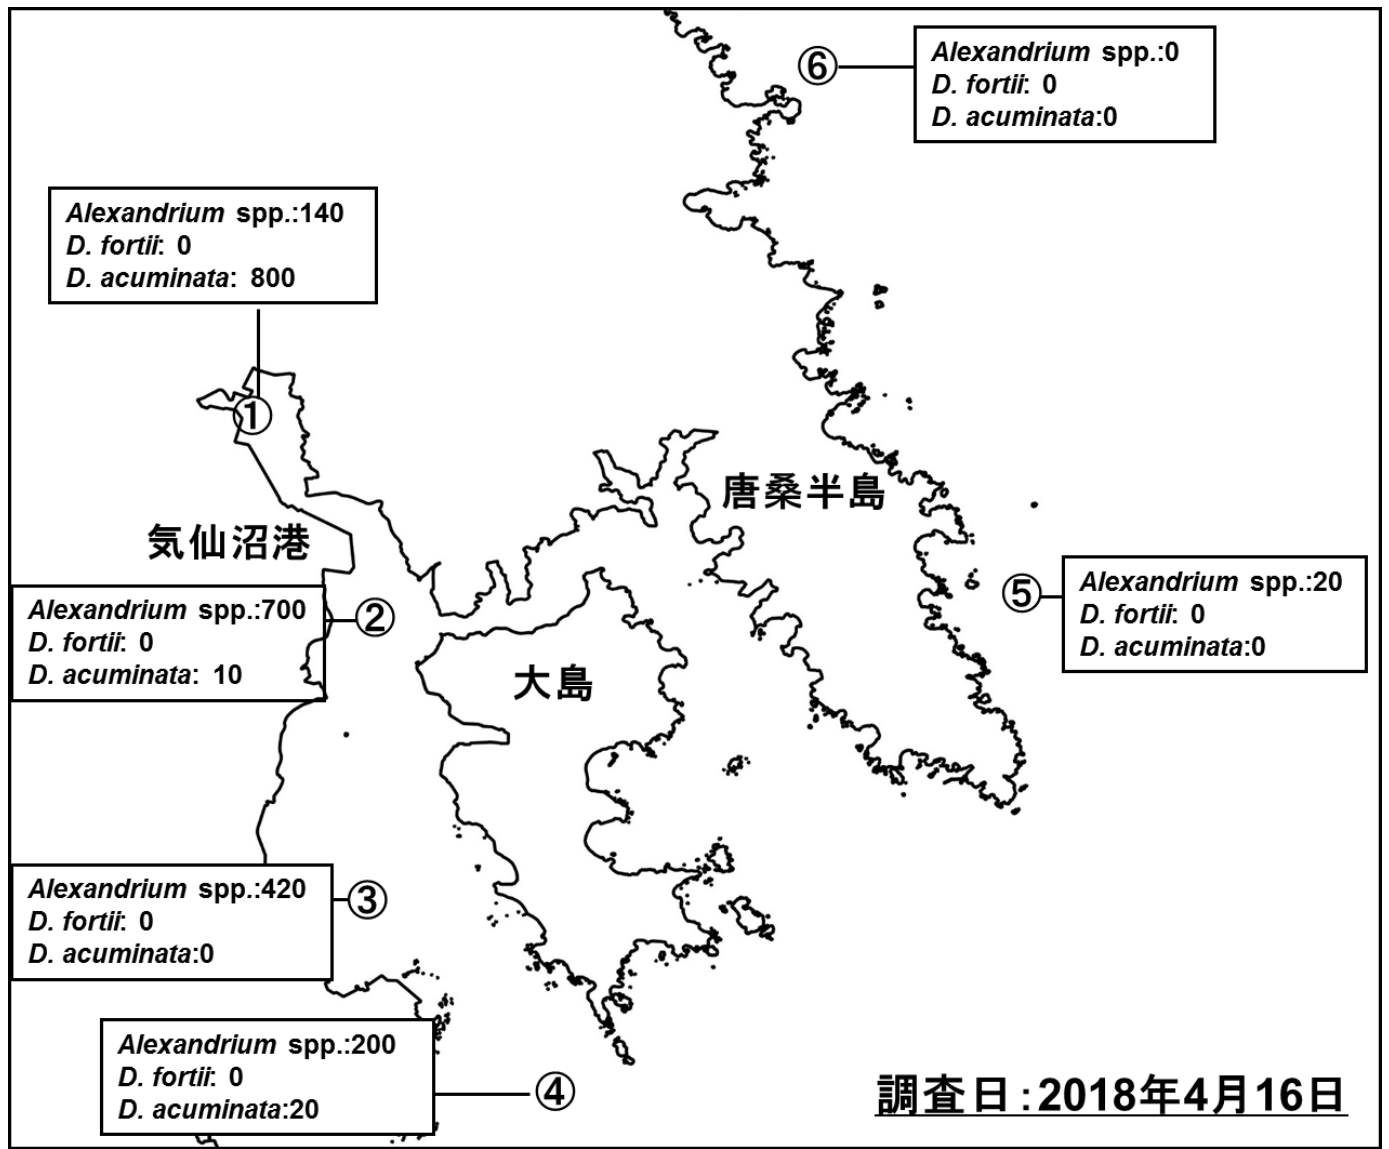 ⑥
Alexandrium spp.:0
D. fortii: 0
D. acuminata:0
Alexandrium spp.:140
D. fortii: 0
D. acuminata: 800
①
唐桑半島
気仙沼港
Alexandrium spp.:700
D. fortii: 0
D. acuminata: 10
②
⑤
Alexandrium spp.:20
D. fortii: 0
D. acuminata:0
大島
Alexandrium spp.:420
D. fortii: 0
D. acuminata:0
③
Alexandrium spp.:200
D. fortii: 0
D. acuminata:20
④
調査日:2018年4月16日